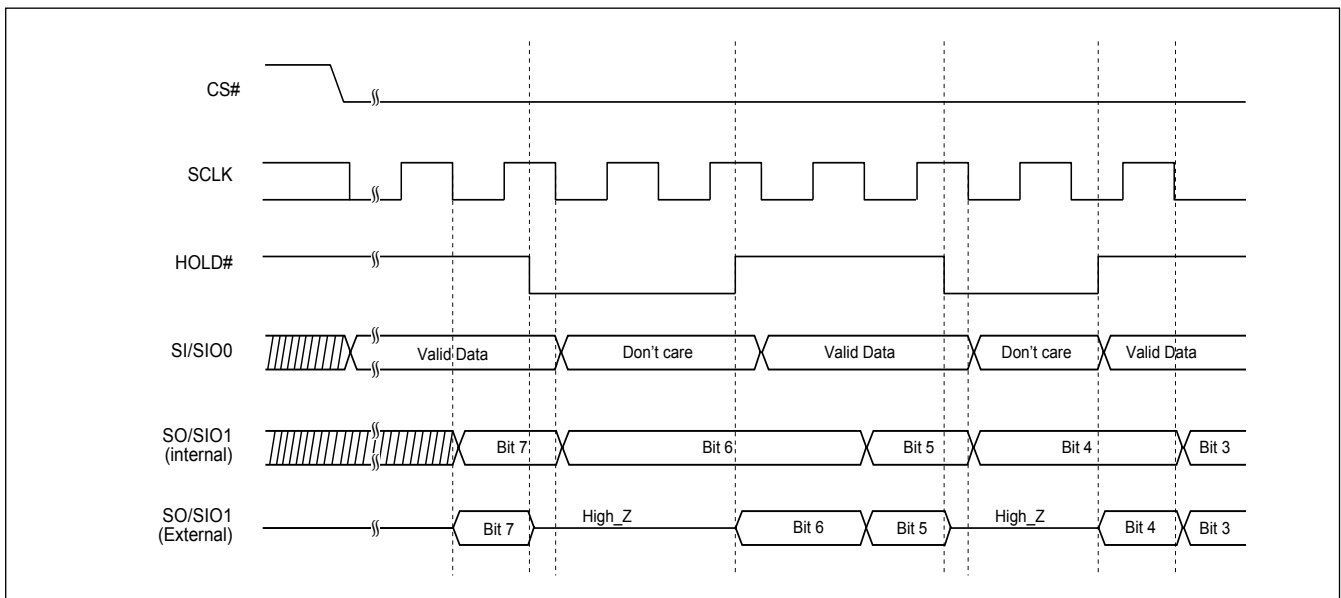 CS#
SCLK
HOLD#
SI/SIO0
Valid Data
Don't care
Valid Data
Don't care
Valid Data
SO/SIO1
(internal)
Bit 7
Bit 6
Bit 5
Bit 4
Bit 3
SO/SIO1
(External)
Bit 7
High_Z
Bit 6
Bit 5
High_Z
Bit 4
Bit 3